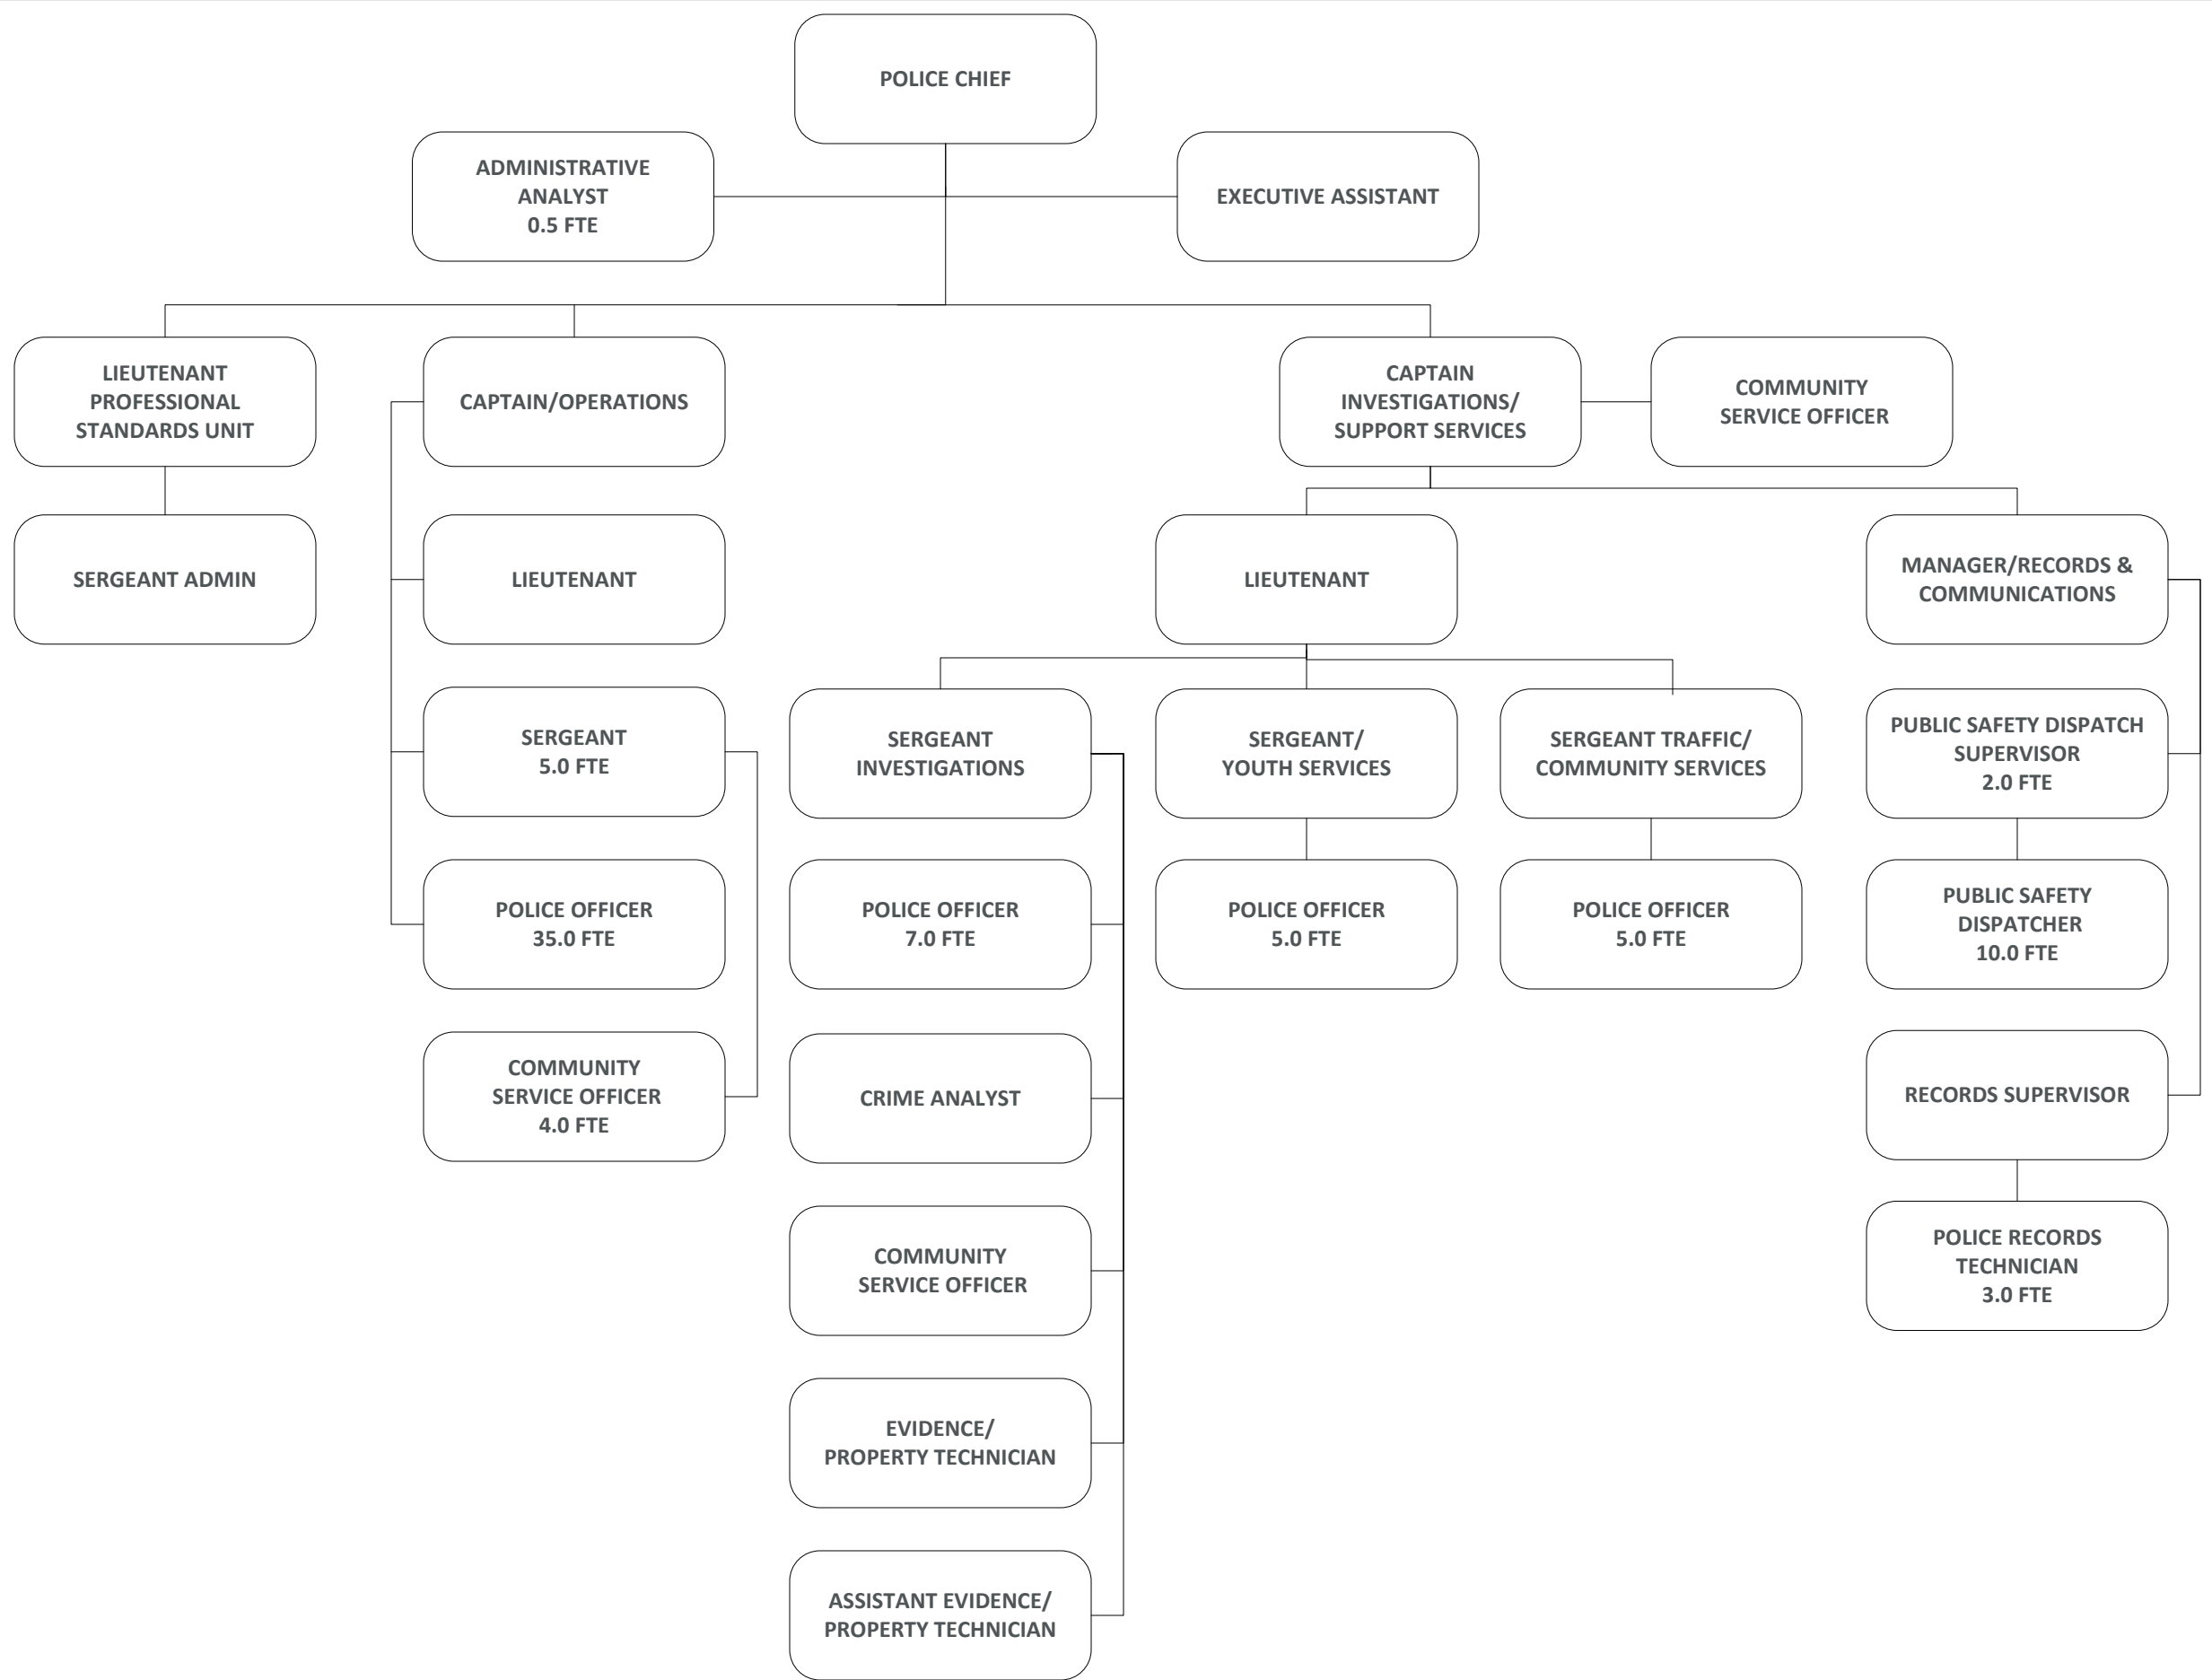 POLICE CHIEF
ADMINISTRATIVE
ANALYST
0.5 FTE
EXECUTIVE ASSISTANT
LIEUTENANT
PROFESSIONAL
STANDARDS UNIT
CAPTAIN/OPERATIONS
CAPTAIN
INVESTIGATIONS/
SUPPORT SERVICES
COMMUNITY
SERVICE OFFICER
SERGEANT ADMIN
LIEUTENANT
LIEUTENANT
MANAGER/RECORDS &
COMMUNICATIONS
SERGEANT
5.0 FTE
SERGEANT
INVESTIGATIONS
SERGEANT/
YOUTH SERVICES
SERGEANT TRAFFIC/
COMMUNITY SERVICES
PUBLIC SAFETY DISPATCH
SUPERVISOR
2.0 FTE
POLICE OFFICER
35.0 FTE
POLICE OFFICER
7.0 FTE
POLICE OFFICER
5.0 FTE
POLICE OFFICER
5.0 FTE
PUBLIC SAFETY
DISPATCHER
10.0 FTE
COMMUNITY
SERVICE OFFICER
4.0 FTE
CRIME ANALYST
RECORDS SUPERVISOR
COMMUNITY
SERVICE OFFICER
POLICE RECORDS
TECHNICIAN
3.0 FTE
EVIDENCE/
PROPERTY TECHNICIAN
ASSISTANT EVIDENCE/
PROPERTY TECHNICIAN